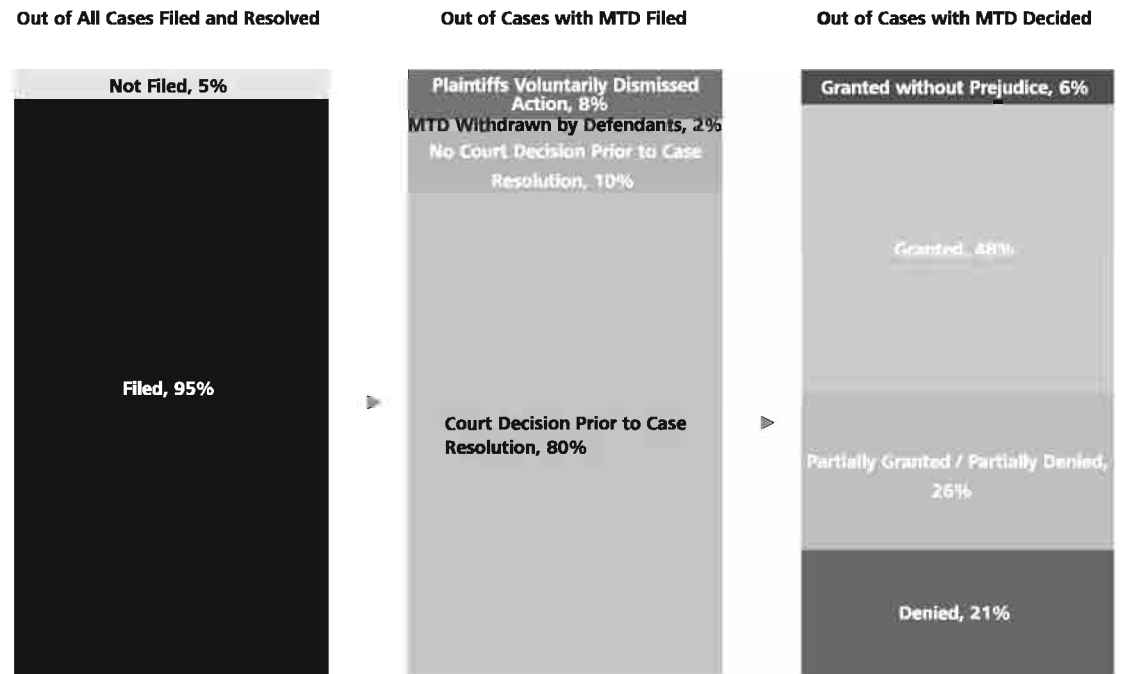 Out of All Cases Filed and Resolved
Not Filed, 5%
Filed, 95%
Out of Cases with MTD Filed
Plaintiffs Voluntarily Dismissed
Action, 8%
MTD Withdrawn by Defendants, 2%
No Court Decision Prior to Case
Resolution, 10%
Court Decision Prior to Case
Resolution, 80%
Out of Cases with MTD Decided
Granted without Prejudice, 6%
Granted, 48%
Partially Granted / Partially Denied,
26%
Denied, 21%